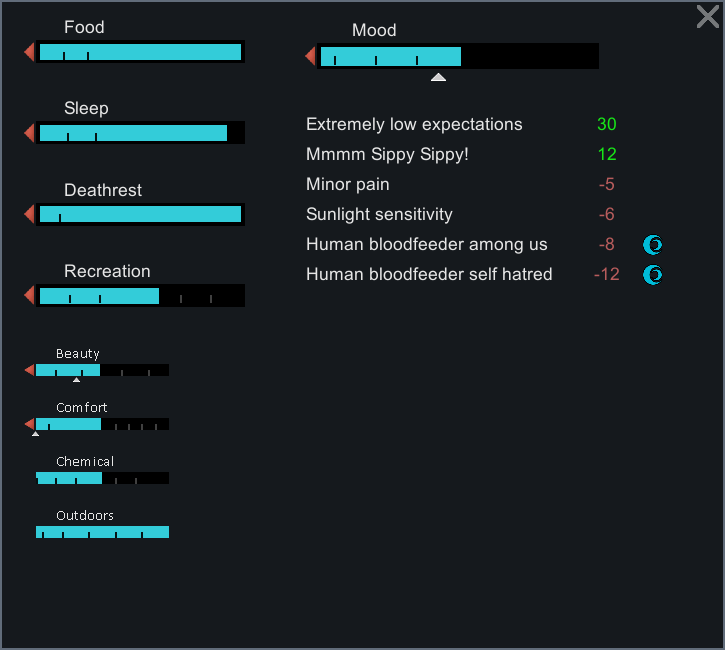 Food
Sleep
Deathrest
Recreation
Beauty
Comfort
Chemical
Outdoors
Mood
Extremely low expectations 30
Mmmm Sippy Sippy! 12
Minor pain -5
Sunlight sensitivity -6
Human bloodfeeder among us -8
Human bloodfeeder self hatred -12